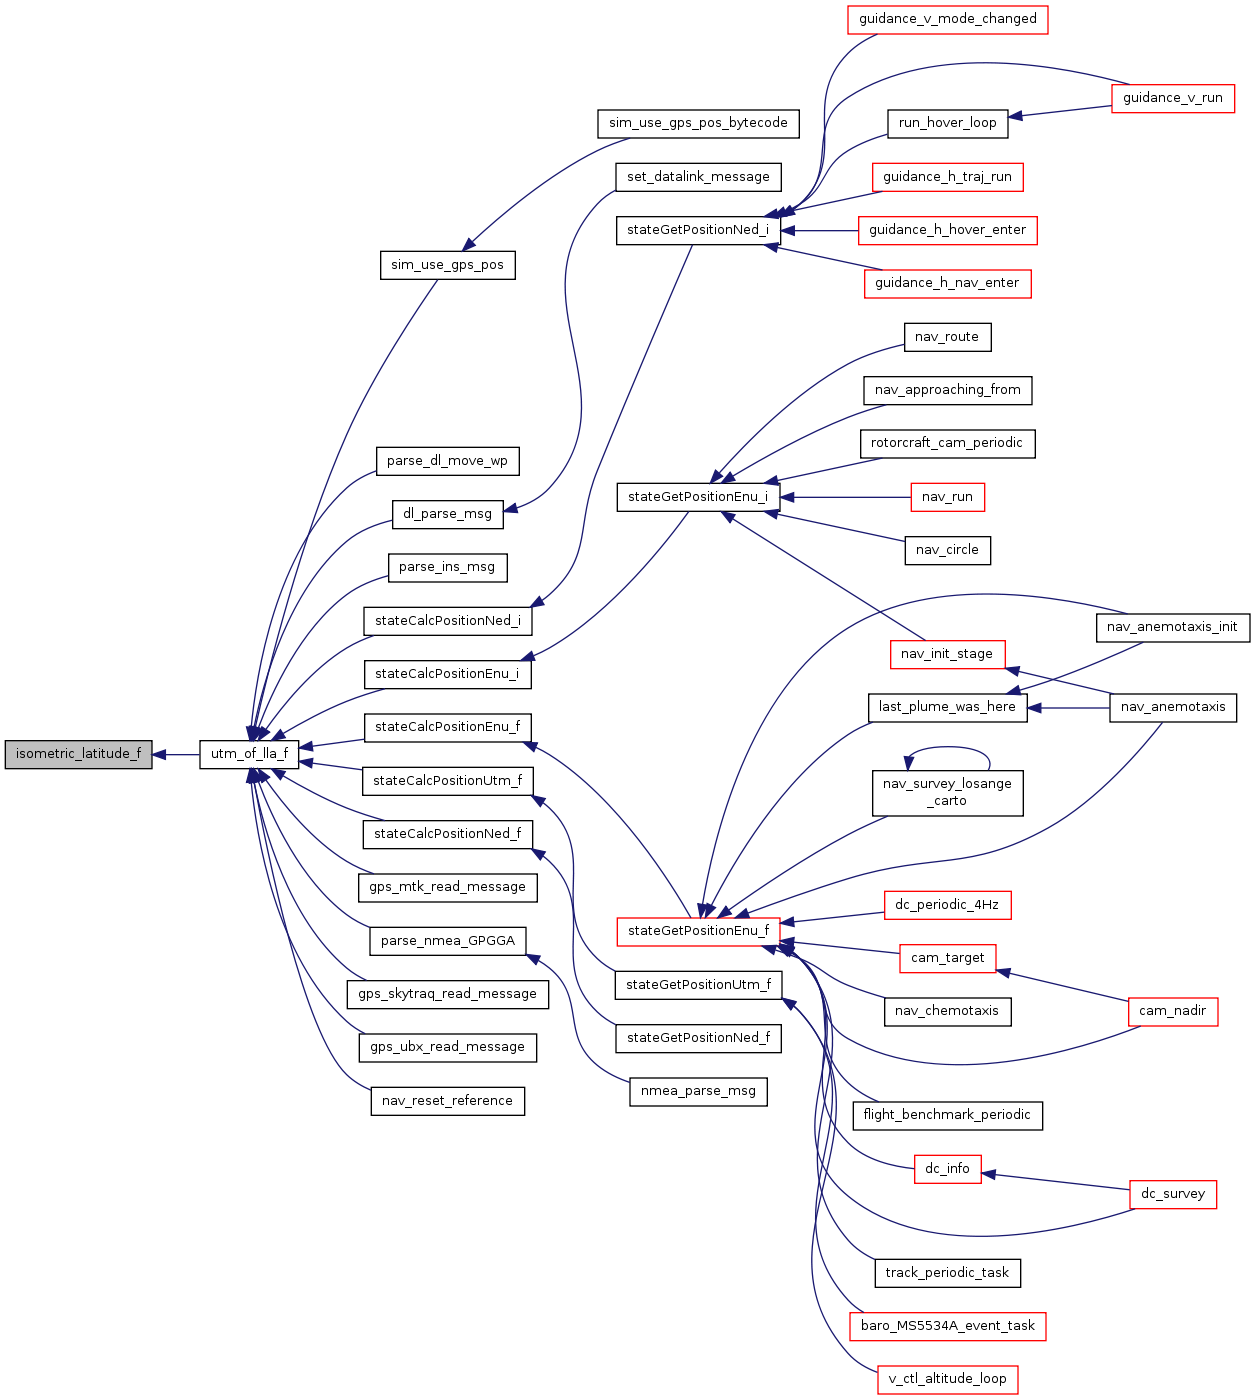 guidance_v_mode_changed
guidance_v_run
sim_use_gps_pos_bytecode
run_hover_loop
set_datalink_message
guidance_h_traj_run
stateGetPositionNed_i
guidance_h_hover_enter
sim_use_gps_pos
guidance_h_nav_enter
nav_route
nav_approaching_from
rotorcraft_cam_periodic
parse_dl_move_wp
stateGetPositionEnu_i
nav_run
dl_parse_msg
nav_circle
parse_ins_msg
stateCalcPositionNed_i
nav_anemotaxis_init
nav_init_stage
stateCalcPositionEnu_i
last_plume_was_here
nav_anemotaxis
stateCalcPositionEnu_f
isometric_latitude_f
utm_of_lla_f
stateCalcPositionUtm_f
nav_survey_losange
_carto
stateCalcPositionNed_f
gps_mtk_read_message
dc_periodic_4Hz
stateGetPositionEnu_f
parse_nmea_GPGGA
cam_target
stateGetPositionUtm_f
gps_skytraq_read_message
nav_chemotaxis
cam_nadir
stateGetPositionNed_f
gps_ubx_read_message
nmea_parse_msg
nav_reset_reference
flight_benchmark_periodic
dc_info
dc_survey
track_periodic_task
baro_MS5534A_event_task
v_ctl_altitude_loop